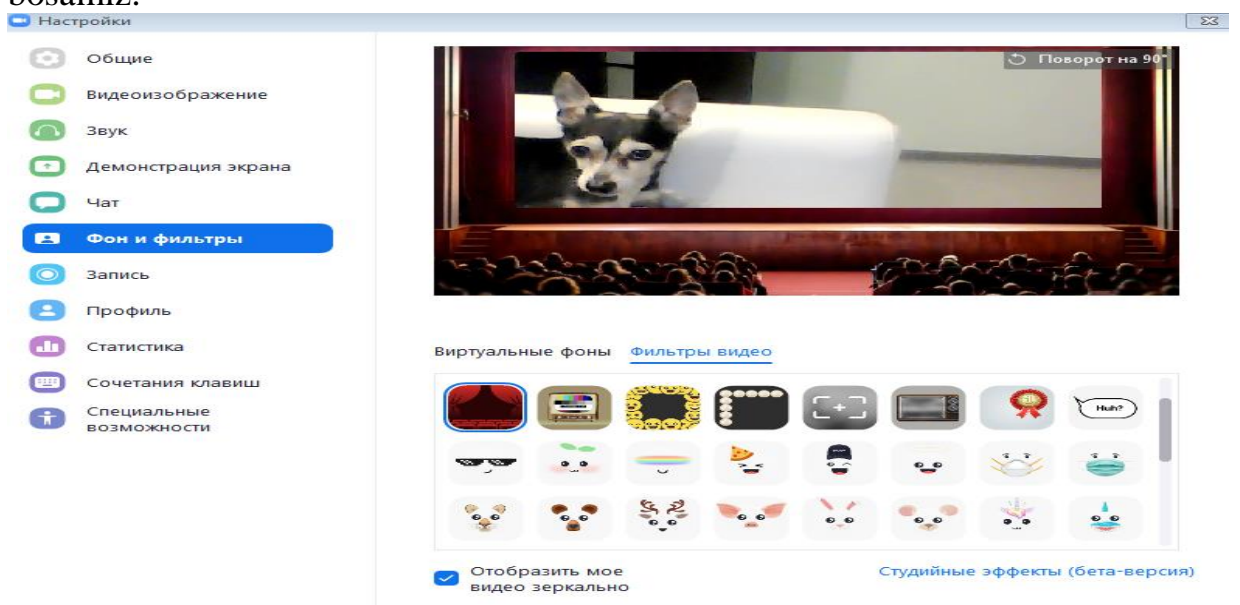 bosamiz.
Настройки
Общие
Видеоизображение
Звук
Демонстрация экрана
Чат
Фон и фильтры
Запись
Профиль
Статистика
Сочетания клавиш
Специальные
возможности
Поворот на 90°
Виртуальные фоны Фильтры видео
Huh?
Отобразить мое
видео зеркально
Студийные эффекты (бета-версия)